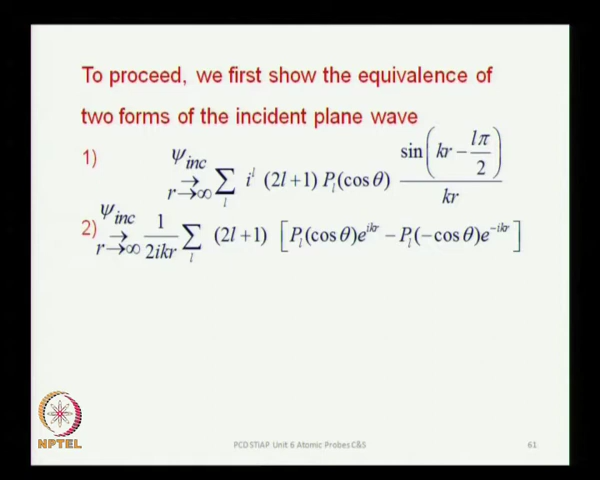 To proceed, we first show the equivalence of
two forms of the incident plane wave
1) ψ_inc →_{r→∞} ∑_l i^l (2l+1) P_l(cosθ) sin(kr − lπ/2) / kr
2) ψ_inc →_{r→∞} 1/2ikr ∑_l (2l+1) [P_l(cosθ)e^{ikr} − P_l(−cosθ)e^{−ikr}]
NPTEL
PCD STiAP Unit 6 Atomic Probes C&S
61